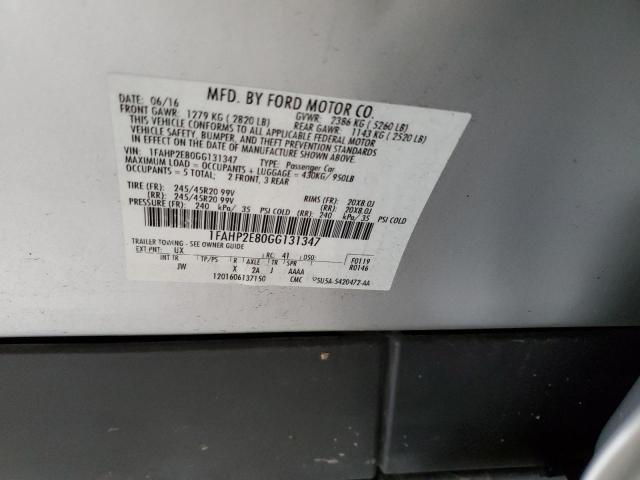 MFD. BY FORD MOTOR CO.
DATE: 06/16 GVWR: 2386 KG ( 5260 LB)
FRONT GAWR: 1279 KG ( 2820 LB) REAR GAWR: 1143 KG ( 2520 LB)
THIS VEHICLE CONFORMS TO ALL APPLICABLE FEDERAL MOTOR
VEHICLE SAFETY, BUMPER, AND THEFT PREVENTION STANDARDS
IN EFFECT ON THE DATE OF MANUFACTURE SHOWN ABOVE.
VIN: 1FAHP2E80GG131347 TYPE: Passenger Car
MAXIMUM LOAD = OCCUPANTS + LUGGAGE = 430KG/ 950LB
OCCUPANTS = 5 TOTAL; 2 FRONT, 3 REAR
TIRE (FR): 245/45R20 99V RIMS (FR): 20X8.0J
(RR): 245/45R20 99V (RR): 20X8.0J
PRESSURE (FR): 240 kPa/ 35 PSI COLD (RR): 240 kPa/ 35 PSI COLD
1FAHP2E80GG131347
TRAILER TOWING - SEE OWNER GUIDE
EXT PNT: UX RC: 41 DSO: F0119
R0146
INT TR TP/PS R AXLE TR SPR
JW X 2A J AAAA
1201606137150 CMC 5U5A-5420472-AA